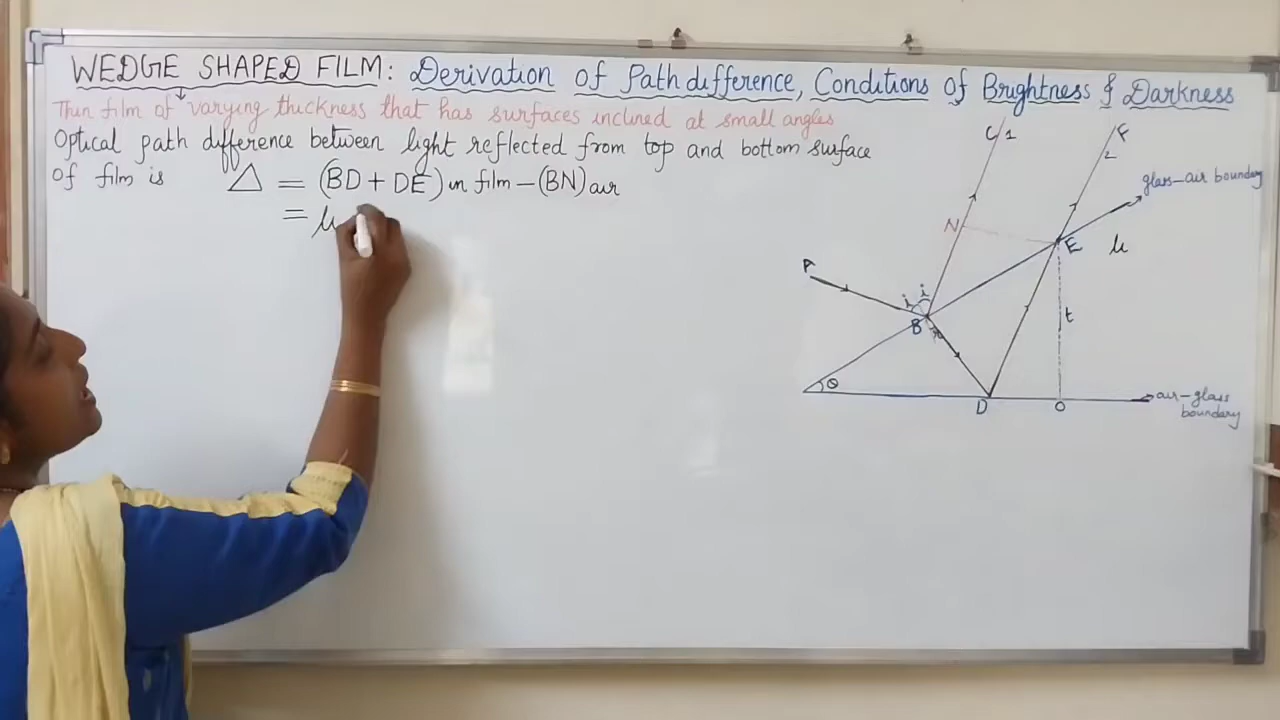 WEDGE SHAPED FILM: Derivation of Path difference, Conditions of Brightness & Darkness
Thin film of varying thickness that has surfaces inclined at small angles
Optical path difference between light reflected from top and bottom surface
of film is Δ = (BD + DE) in film – (BN) air
= μ
C 1
F
2
glass–air boundary
N
E
μ
A
i i
B
r
t
θ
D
O
air–glass
boundary